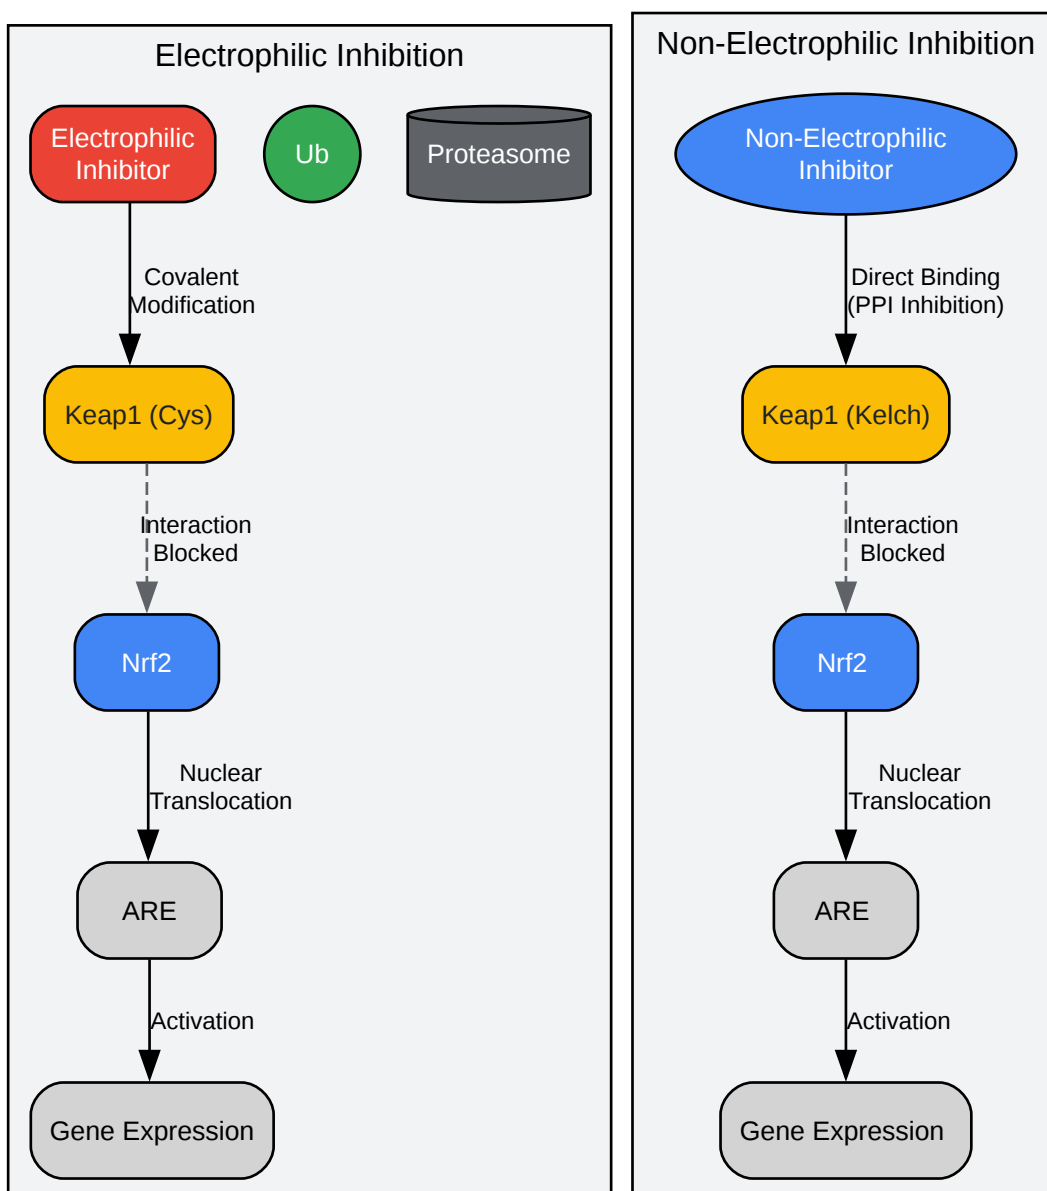 Electrophilic Inhibition
Electrophilic
Inhibitor
Ub
Proteasome
Covalent
Modification
Keap1 (Cys)
Interaction
Blocked
Nrf2
Nuclear
Translocation
ARE
Activation
Gene Expression
Non-Electrophilic Inhibition
Non-Electrophilic
Inhibitor
Direct Binding
(PPI Inhibition)
Keap1 (Kelch)
Interaction
Blocked
Nrf2
Nuclear
Translocation
ARE
Activation
Gene Expression